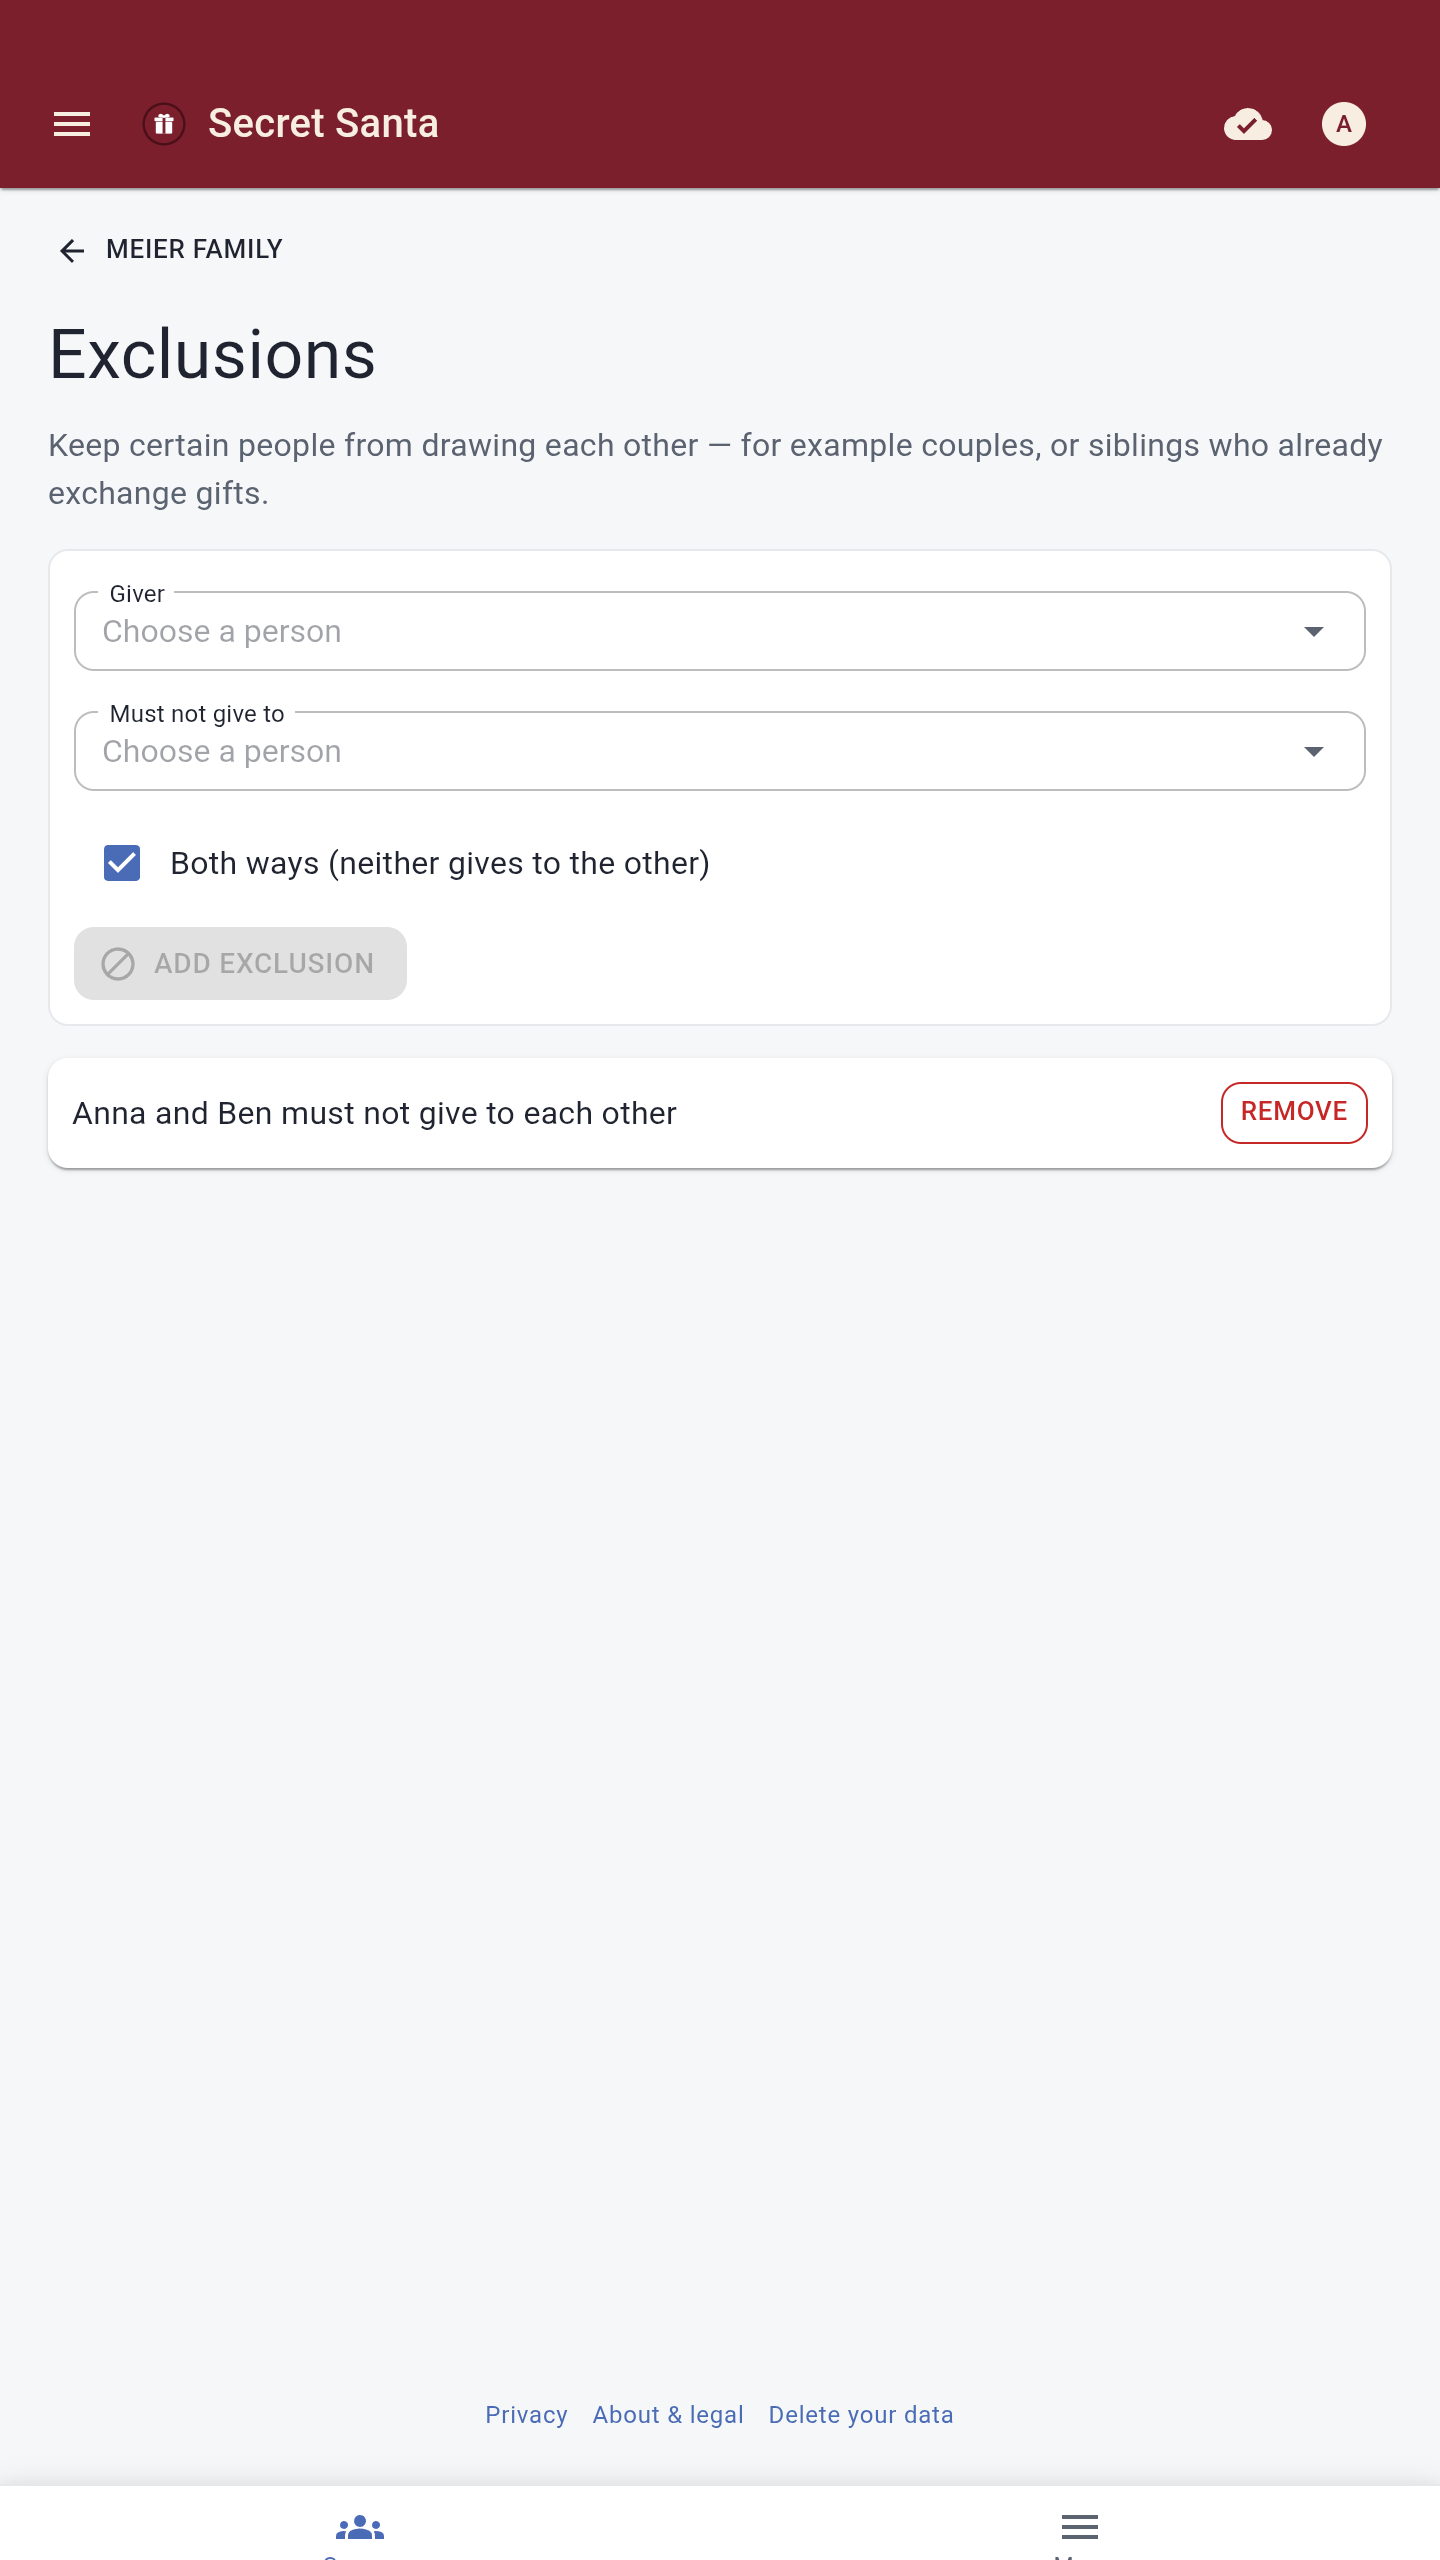 Secret Santa
A
MEIER FAMILY
Exclusions
Keep certain people from drawing each other — for example couples, or siblings who already
exchange gifts.
Giver
Choose a person
Must not give to
Choose a person
Both ways (neither gives to the other)
ADD EXCLUSION
Anna and Ben must not give to each other
REMOVE
Privacy About & legal Delete your data